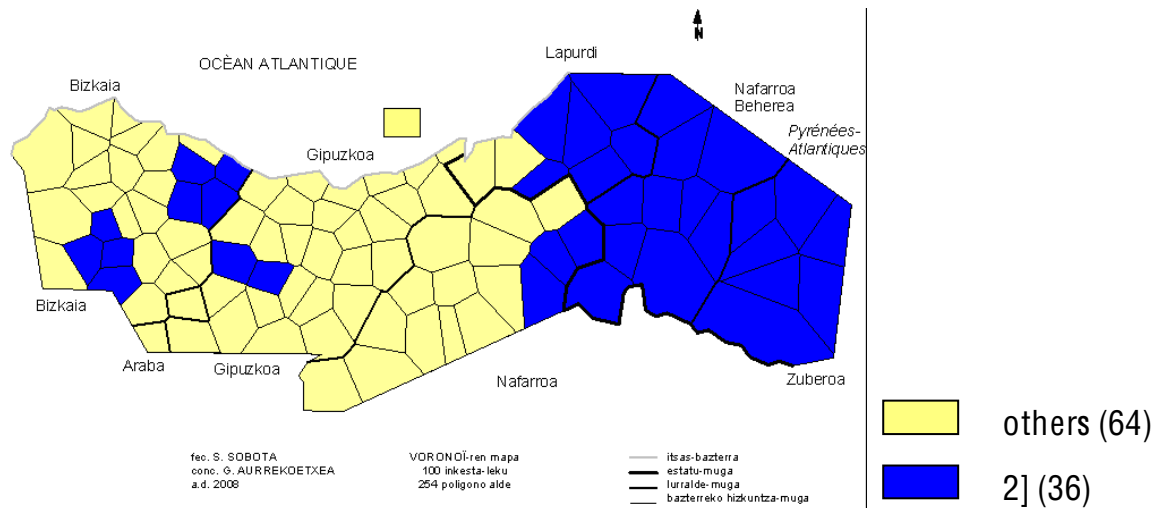 N
Lapurdi
OCÈAN ATLANTIQUE
Bizkaia
Nafarroa
Beherea
Pyrénées-
Atlantiques
Gipuzkoa
Bizkaia
Araba
Gipuzkoa
Nafarroa
Zuberoa
others (64)
2] (36)
fec. S. SOBOTA
conc. G. AURREKOETXEA
a.d. 2008
VORONOÏ-ren mapa
100 inkesta-leku
254 poligono alde
itsas-bazterra
estatu-muga
lurralde-muga
bazterreko hizkuntza-muga